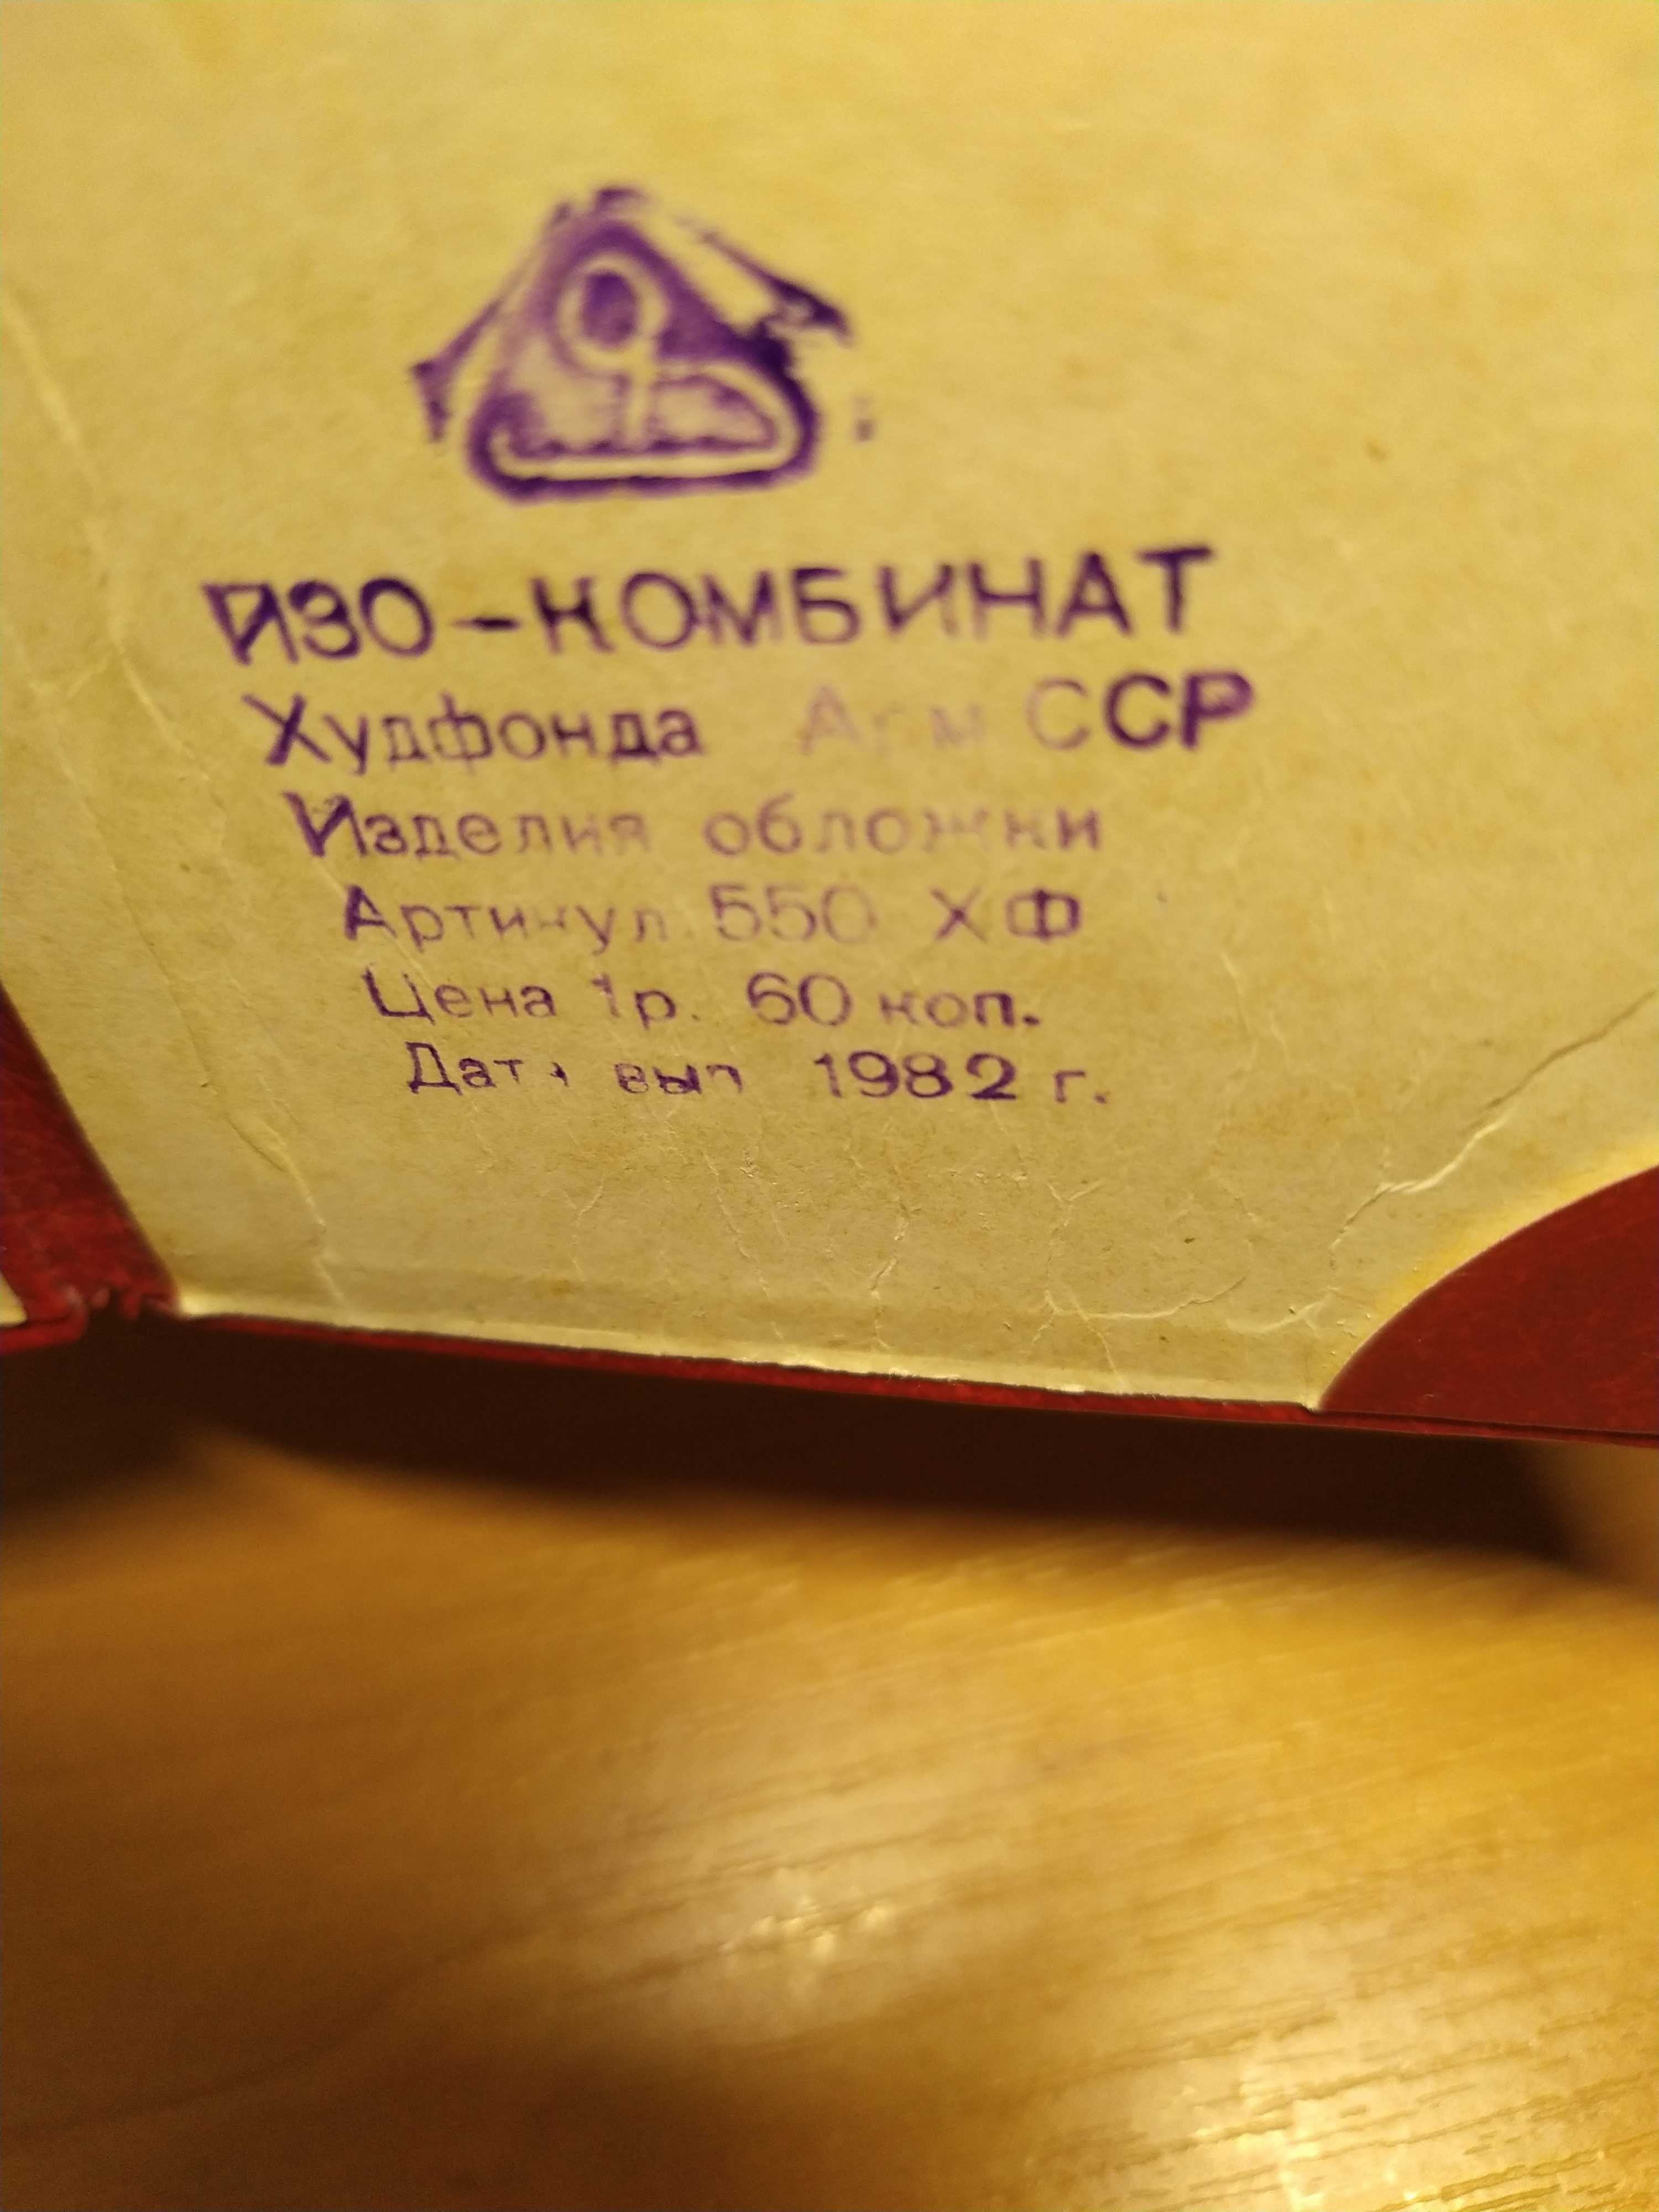 ИЗО-КОМБИНАТ
Худфонда Арм ССР
Изделия обложки
Артикул 550 ХФ
Цена 1р. 60 коп.
Дата вып 1982 г.